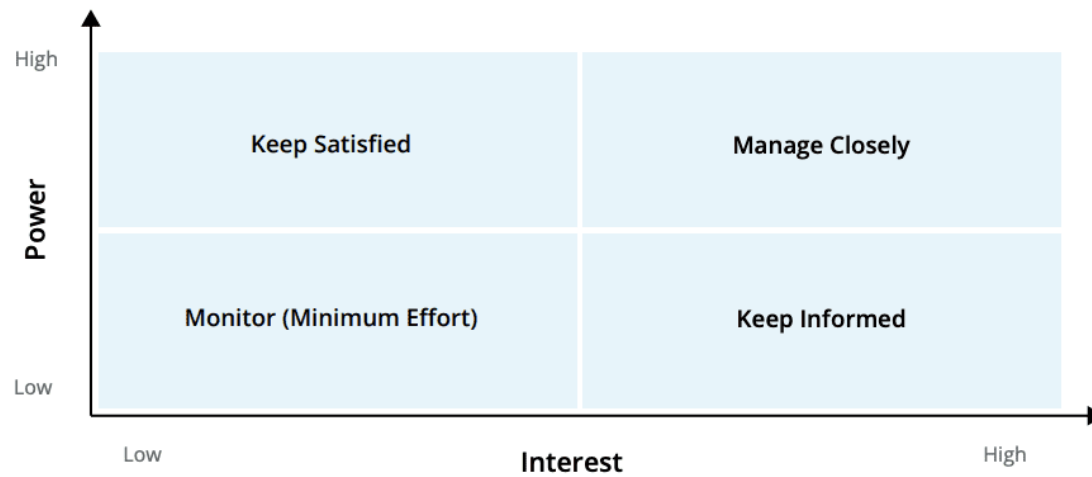 High
Keep Satisfied
Manage Closely
Power
Monitor (Minimum Effort)
Keep Informed
Low
Low
Interest
High